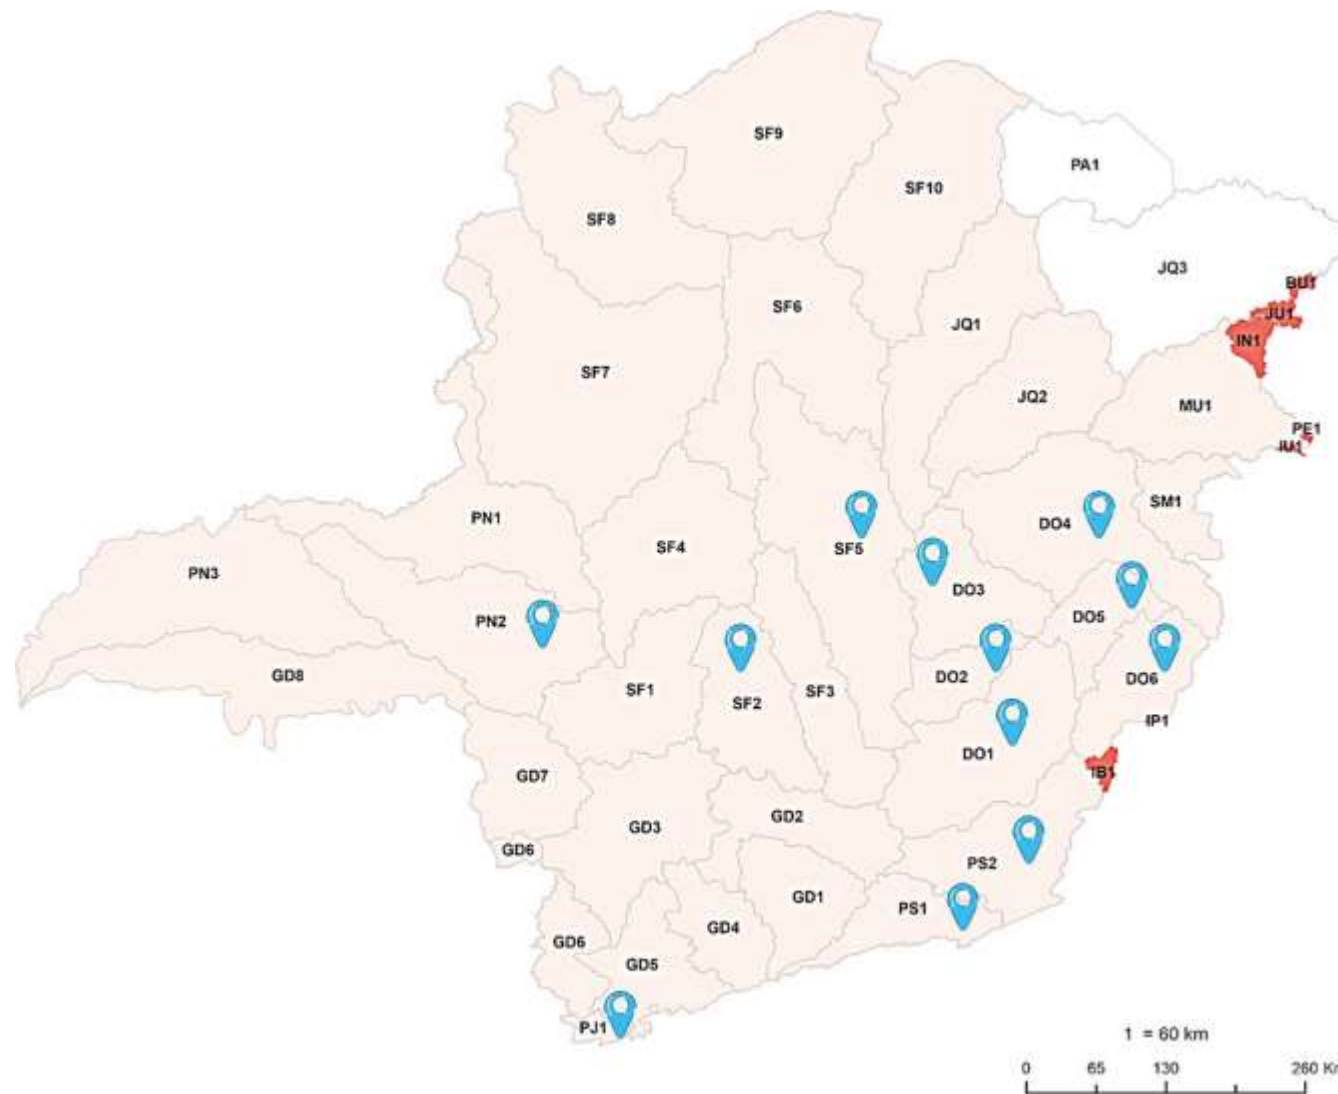 SF9
PA1
SF10
SF8
JQ3
BU1
SF6
JU1
JQ1
IN1
SF7
JQ2
MU1
PE1
IU1
SM1
PN1
DO4
SF4
SF5
PN3
DO3
DO5
PN2
GD8
DO2
DO6
SF1
SF3
SF2
IP1
DO1
IB1
GD7
GD2
GD3
GD6
PS2
GD1
PS1
GD4
GD6
GD5
PJ1
1 = 60 km
0 65 130 260 Km